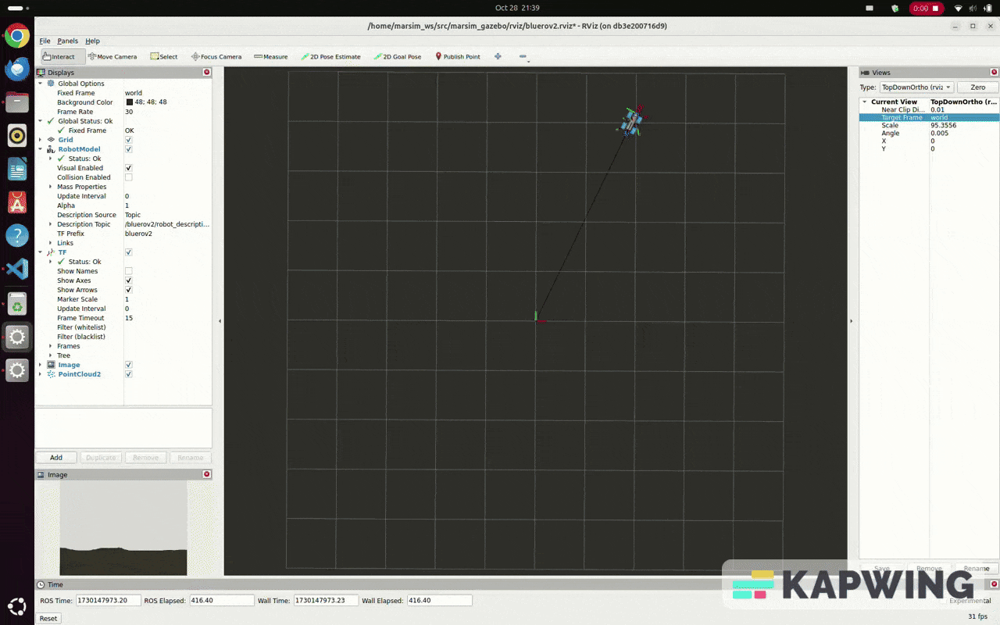 Oct 28 21:39
0:00
/home/marsim_ws/src/marsim_gazebo/rviz/bluerov2.rviz* - RViz (on db3e200716d9)
File Panels Help
Interact Move Camera Select Focus Camera Measure 2D Pose Estimate 2D Goal Pose Publish Point
Displays
Global Options
Fixed Frame world
Background Color 48; 48; 48
Frame Rate 30
Global Status: Ok
Fixed Frame OK
Grid
RobotModel
Status: Ok
Visual Enabled
Collision Enabled
Mass Properties
Update Interval 0
Alpha 1
Description Source Topic
Description Topic /bluerov2/robot_descripti...
TF Prefix bluerov2
Links
TF
Status: Ok
Show Names
Show Axes
Show Arrows
Marker Scale 1
Update Interval 0
Frame Timeout 15
Filter (whitelist)
Filter (blacklist)
Frames
Tree
Image
PointCloud2
Add Duplicate Remove Rename
Image
Views
Type: TopDownOrtho (rviz Zero
Current View TopDownOrtho (r...
Near Clip Di... 0.01
Target Frame world
Scale 95.3556
Angle 0.005
X 0
Y 0
Save Remove Rename
KAPWING
Time
ROS Time: 1730147973.20 ROS Elapsed: 416.40 Wall Time: 1730147973.23 Wall Elapsed: 416.40
Experimental
Reset
31 fps